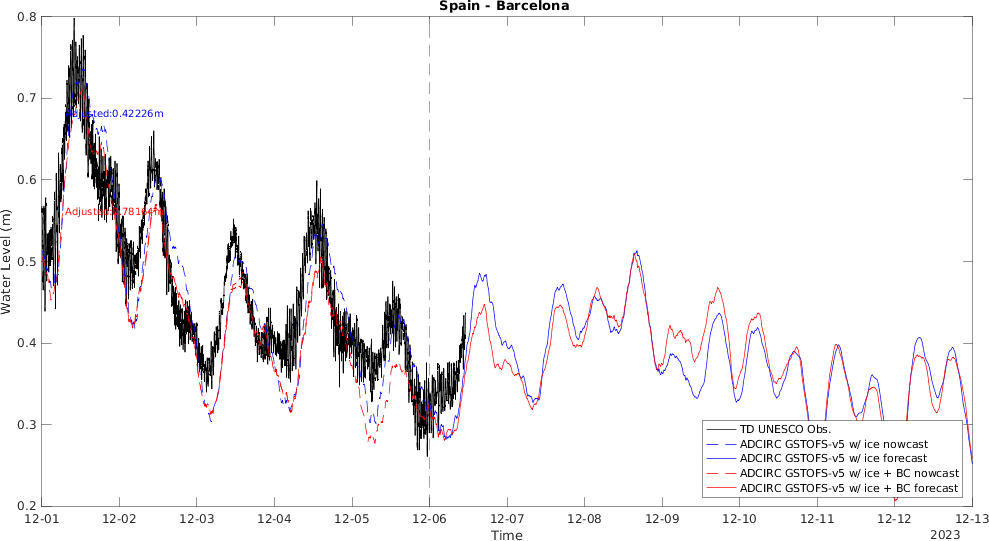 Spain - Barcelona
Water Level (m)
0.8
0.7
0.6
0.5
0.4
0.3
0.2
Adjusted:0.42226m
TD UNESCO Obs.
ADCIRC GSTOFS-v5 w/ ice nowcast
ADCIRC GSTOFS-v5 w/ ice forecast
ADCIRC GSTOFS-v5 w/ ice + BC nowcast
ADCIRC GSTOFS-v5 w/ ice + BC forecast
12-01 12-02 12-03 12-04 12-05 12-06 12-07 12-08 12-09 12-10 12-11 12-12 12-13
Time
2023